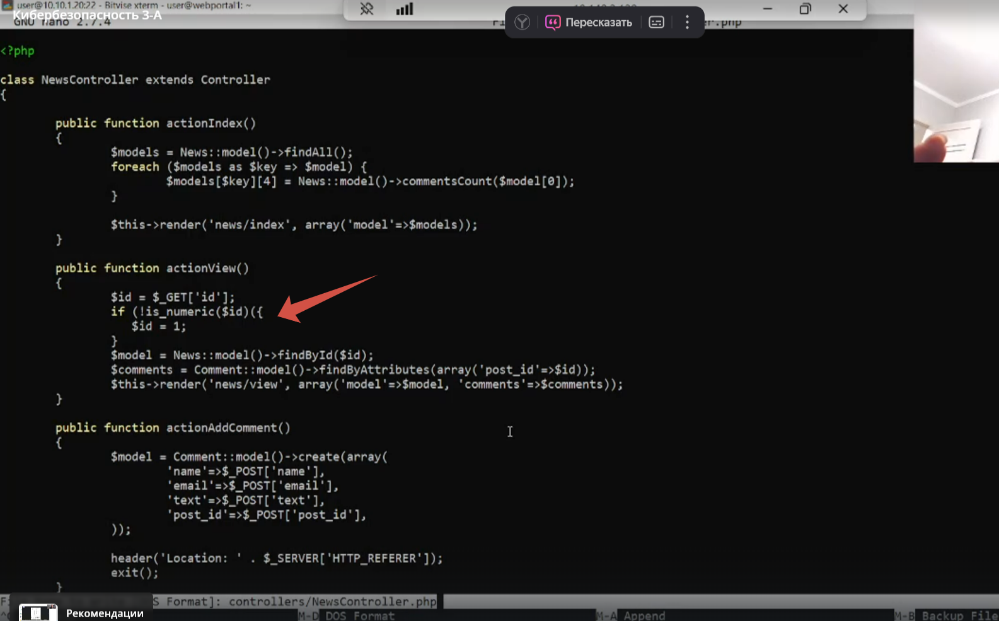 user@10.10.1.20:22 - Bitvise xterm - user@webportal1: ~
Кибербезопасность 3-А
GNU nano 2.7.4
Пересказать
.php
<?php
class NewsController extends Controller
{
public function actionIndex()
{
$models = News::model()->findAll();
foreach ($models as $key => $model) {
$models[$key][4] = News::model()->commentsCount($model[0]);
}
$this->render('news/index', array('model'=>$models));
}
public function actionView()
{
$id = $_GET['id'];
if (!is_numeric($id)({
$id = 1;
}
$model = News::model()->findById($id);
$comments = Comment::model()->findByAttributes(array('post_id'=>$id));
$this->render('news/view', array('model'=>$model, 'comments'=>$comments));
}
public function actionAddComment()
{
$model = Comment::model()->create(array(
'name'=>$_POST['name'],
'email'=>$_POST['email'],
'text'=>$_POST['text'],
'post_id'=>$_POST['post_id'],
));
header('Location: ' . $_SERVER['HTTP_REFERER']);
exit();
}
S Format]: controllers/NewsController.php
Рекомендации
M-D DOS Format
M-A Append
M-B Backup File